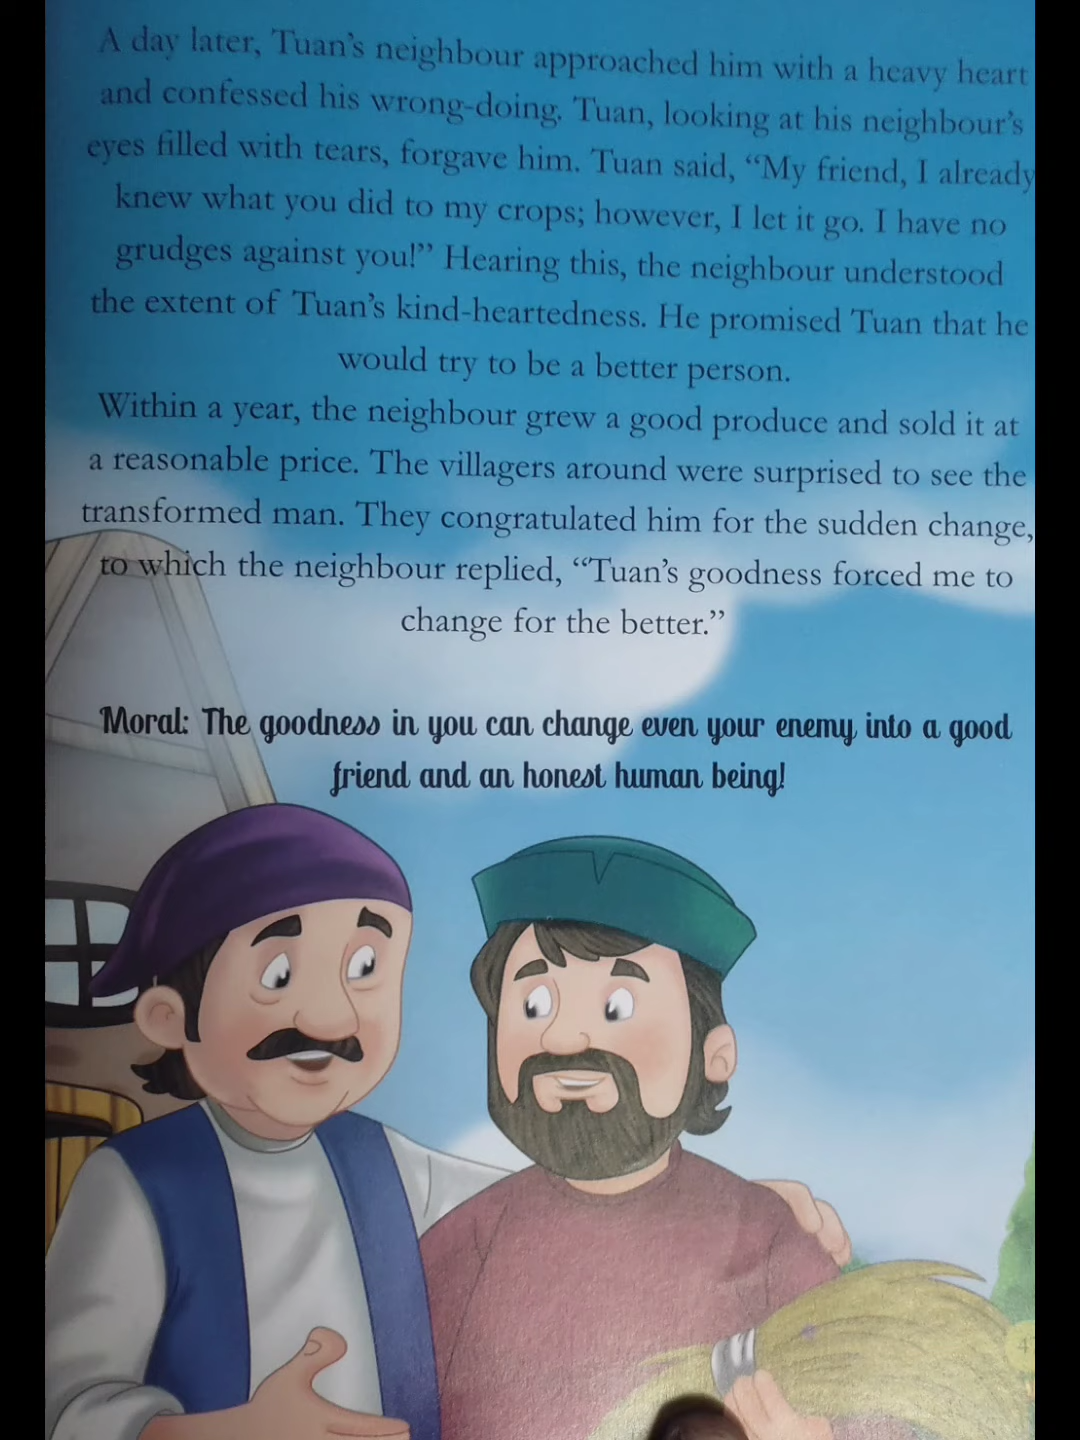 A day later, Tuan's neighbour approached him with a heavy heart
and confessed his wrong-doing. Tuan, looking at his neighbour's
eyes filled with tears, forgave him. Tuan said, “My friend, I already
knew what you did to my crops; however, I let it go. I have no
grudges against you!” Hearing this, the neighbour understood
the extent of Tuan's kind-heartedness. He promised Tuan that he
would try to be a better person.
Within a year, the neighbour grew a good produce and sold it at
a reasonable price. The villagers around were surprised to see the
transformed man. They congratulated him for the sudden change,
to which the neighbour replied, “Tuan's goodness forced me to
change for the better.”
Moral: The goodness in you can change even your enemy into a good
friend and an honest human being!